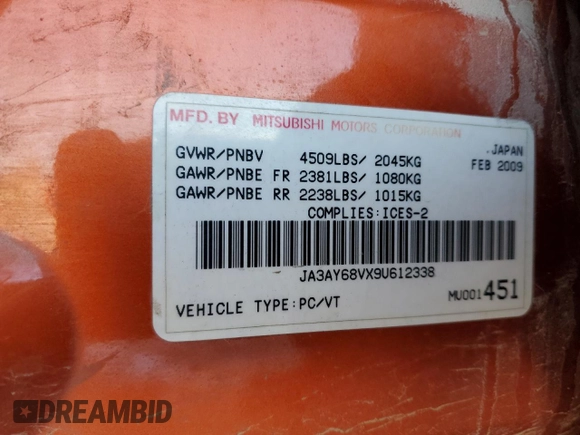 MFD. BY MITSUBISHI MOTORS CORPORATION
.JAPAN
GVWR/PNBV 4509LBS/ 2045KG FEB 2009
GAWR/PNBE FR 2381LBS/ 1080KG
GAWR/PNBE RR 2238LBS/ 1015KG
COMPLIES:ICES-2
JA3AY68VX9U612338
VEHICLE TYPE:PC/VT MU001451
DREAMBID